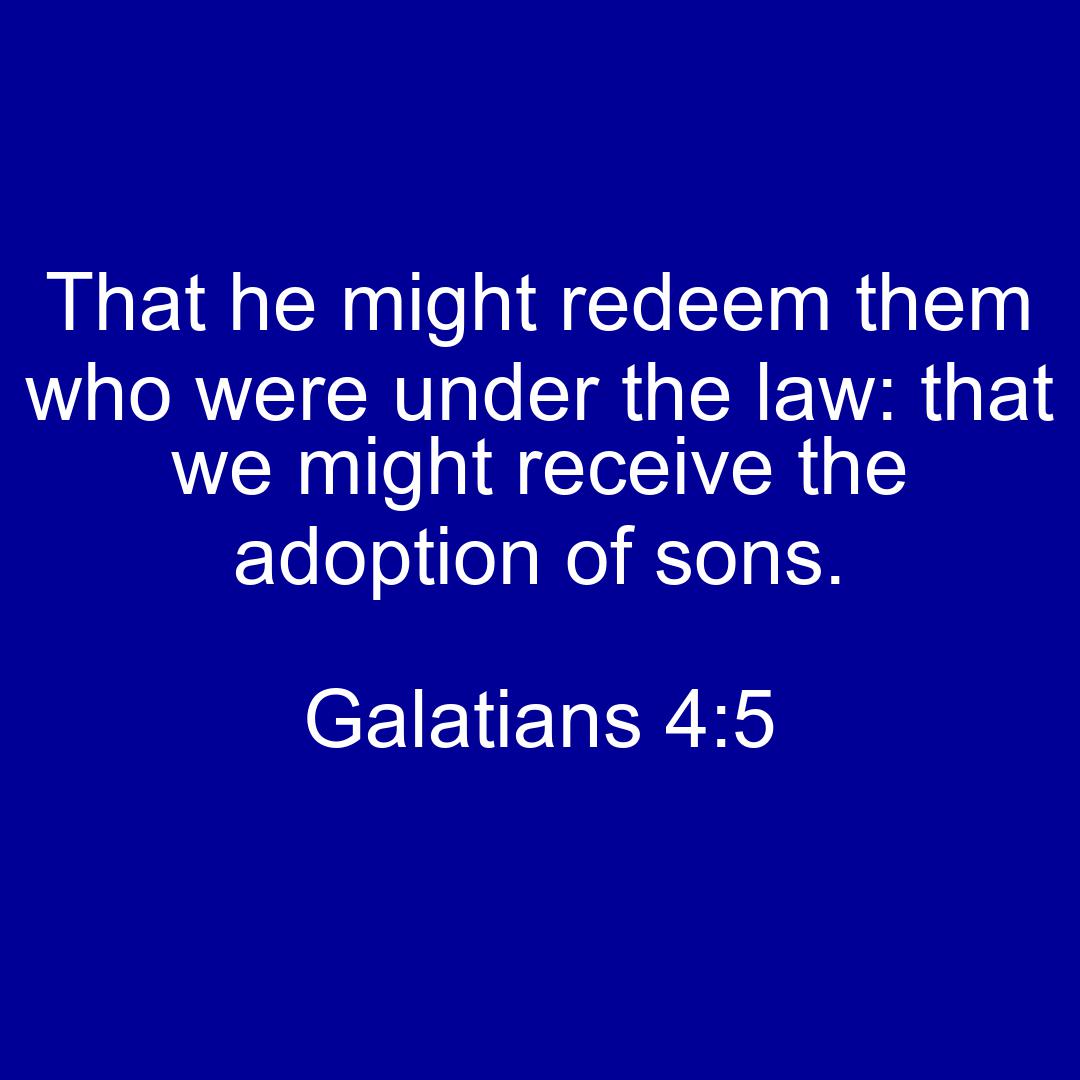 That he might redeem them
who were under the law: that
we might receive the
adoption of sons.
Galatians 4:5